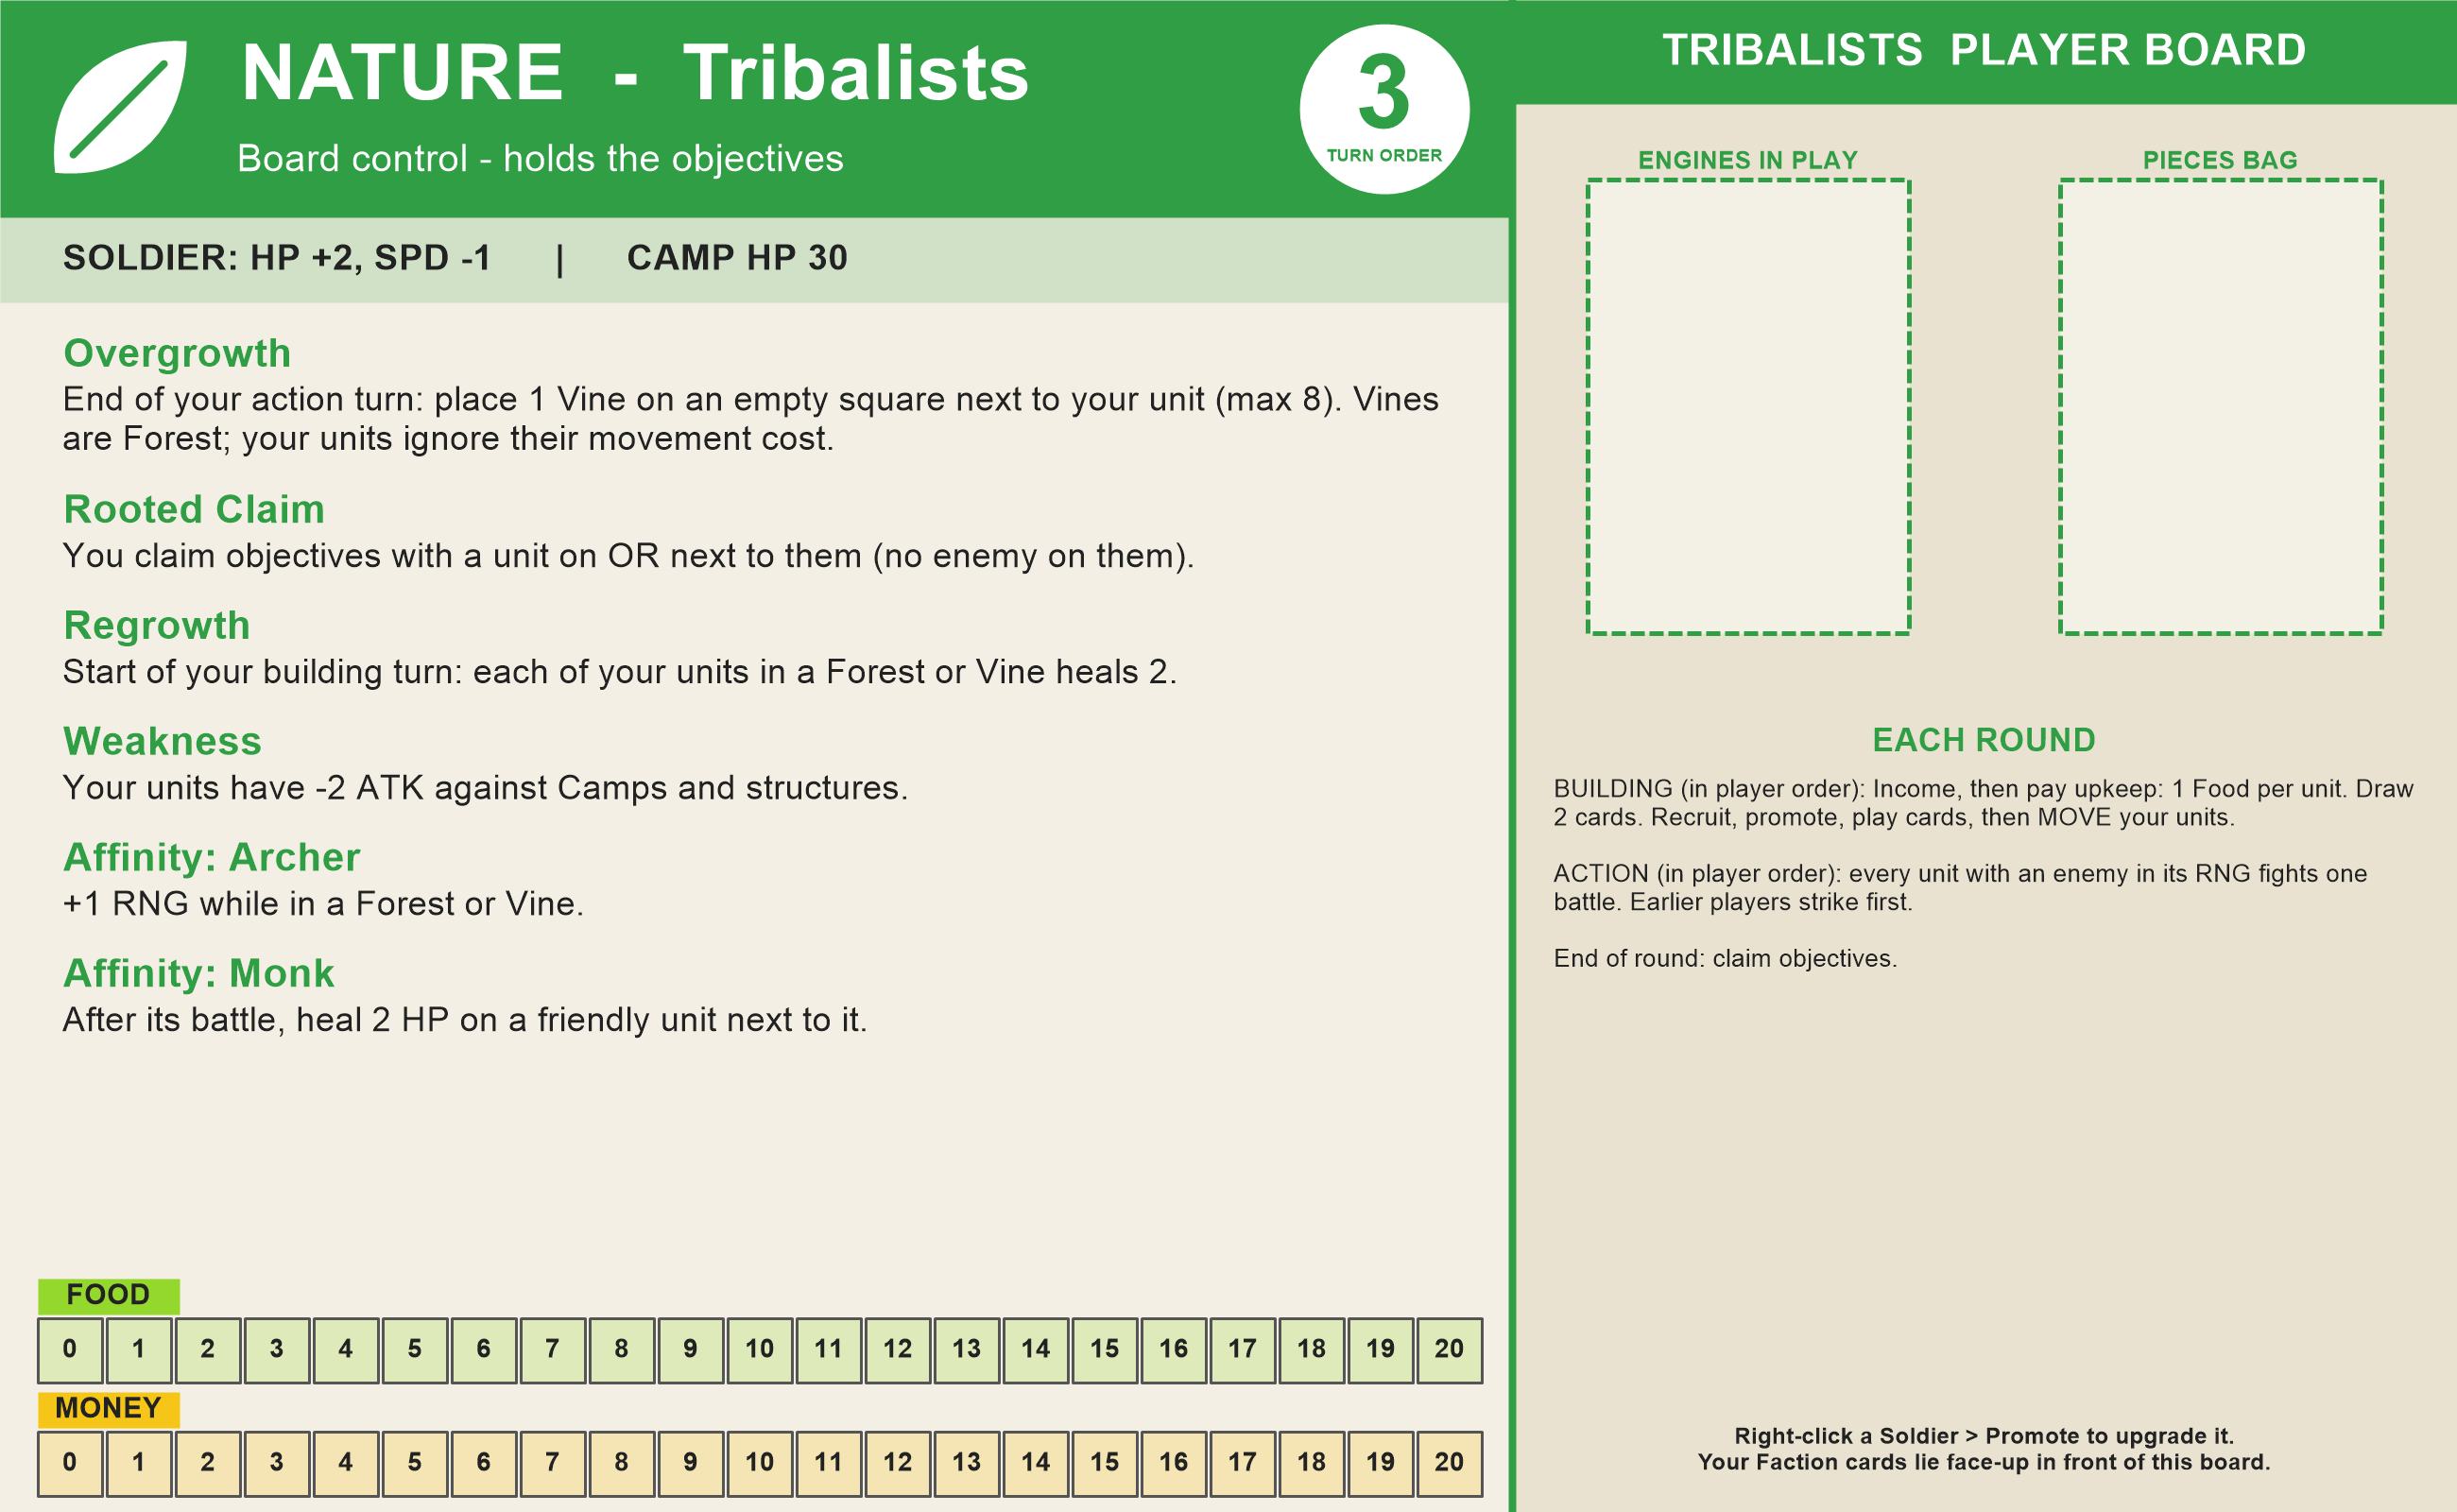 NATURE - Tribalists
Board control - holds the objectives
3
TURN ORDER
SOLDIER: HP +2, SPD -1 | CAMP HP 30
Overgrowth
End of your action turn: place 1 Vine on an empty square next to your unit (max 8). Vines
are Forest; your units ignore their movement cost.
Rooted Claim
You claim objectives with a unit on OR next to them (no enemy on them).
Regrowth
Start of your building turn: each of your units in a Forest or Vine heals 2.
Weakness
Your units have -2 ATK against Camps and structures.
Affinity: Archer
+1 RNG while in a Forest or Vine.
Affinity: Monk
After its battle, heal 2 HP on a friendly unit next to it.
FOOD
0 1 2 3 4 5 6 7 8 9 10 11 12 13 14 15 16 17 18 19 20
MONEY
0 1 2 3 4 5 6 7 8 9 10 11 12 13 14 15 16 17 18 19 20
TRIBALISTS PLAYER BOARD
ENGINES IN PLAY
PIECES BAG
EACH ROUND
BUILDING (in player order): Income, then pay upkeep: 1 Food per unit. Draw
2 cards. Recruit, promote, play cards, then MOVE your units.
ACTION (in player order): every unit with an enemy in its RNG fights one
battle. Earlier players strike first.
End of round: claim objectives.
Right-click a Soldier > Promote to upgrade it.
Your Faction cards lie face-up in front of this board.